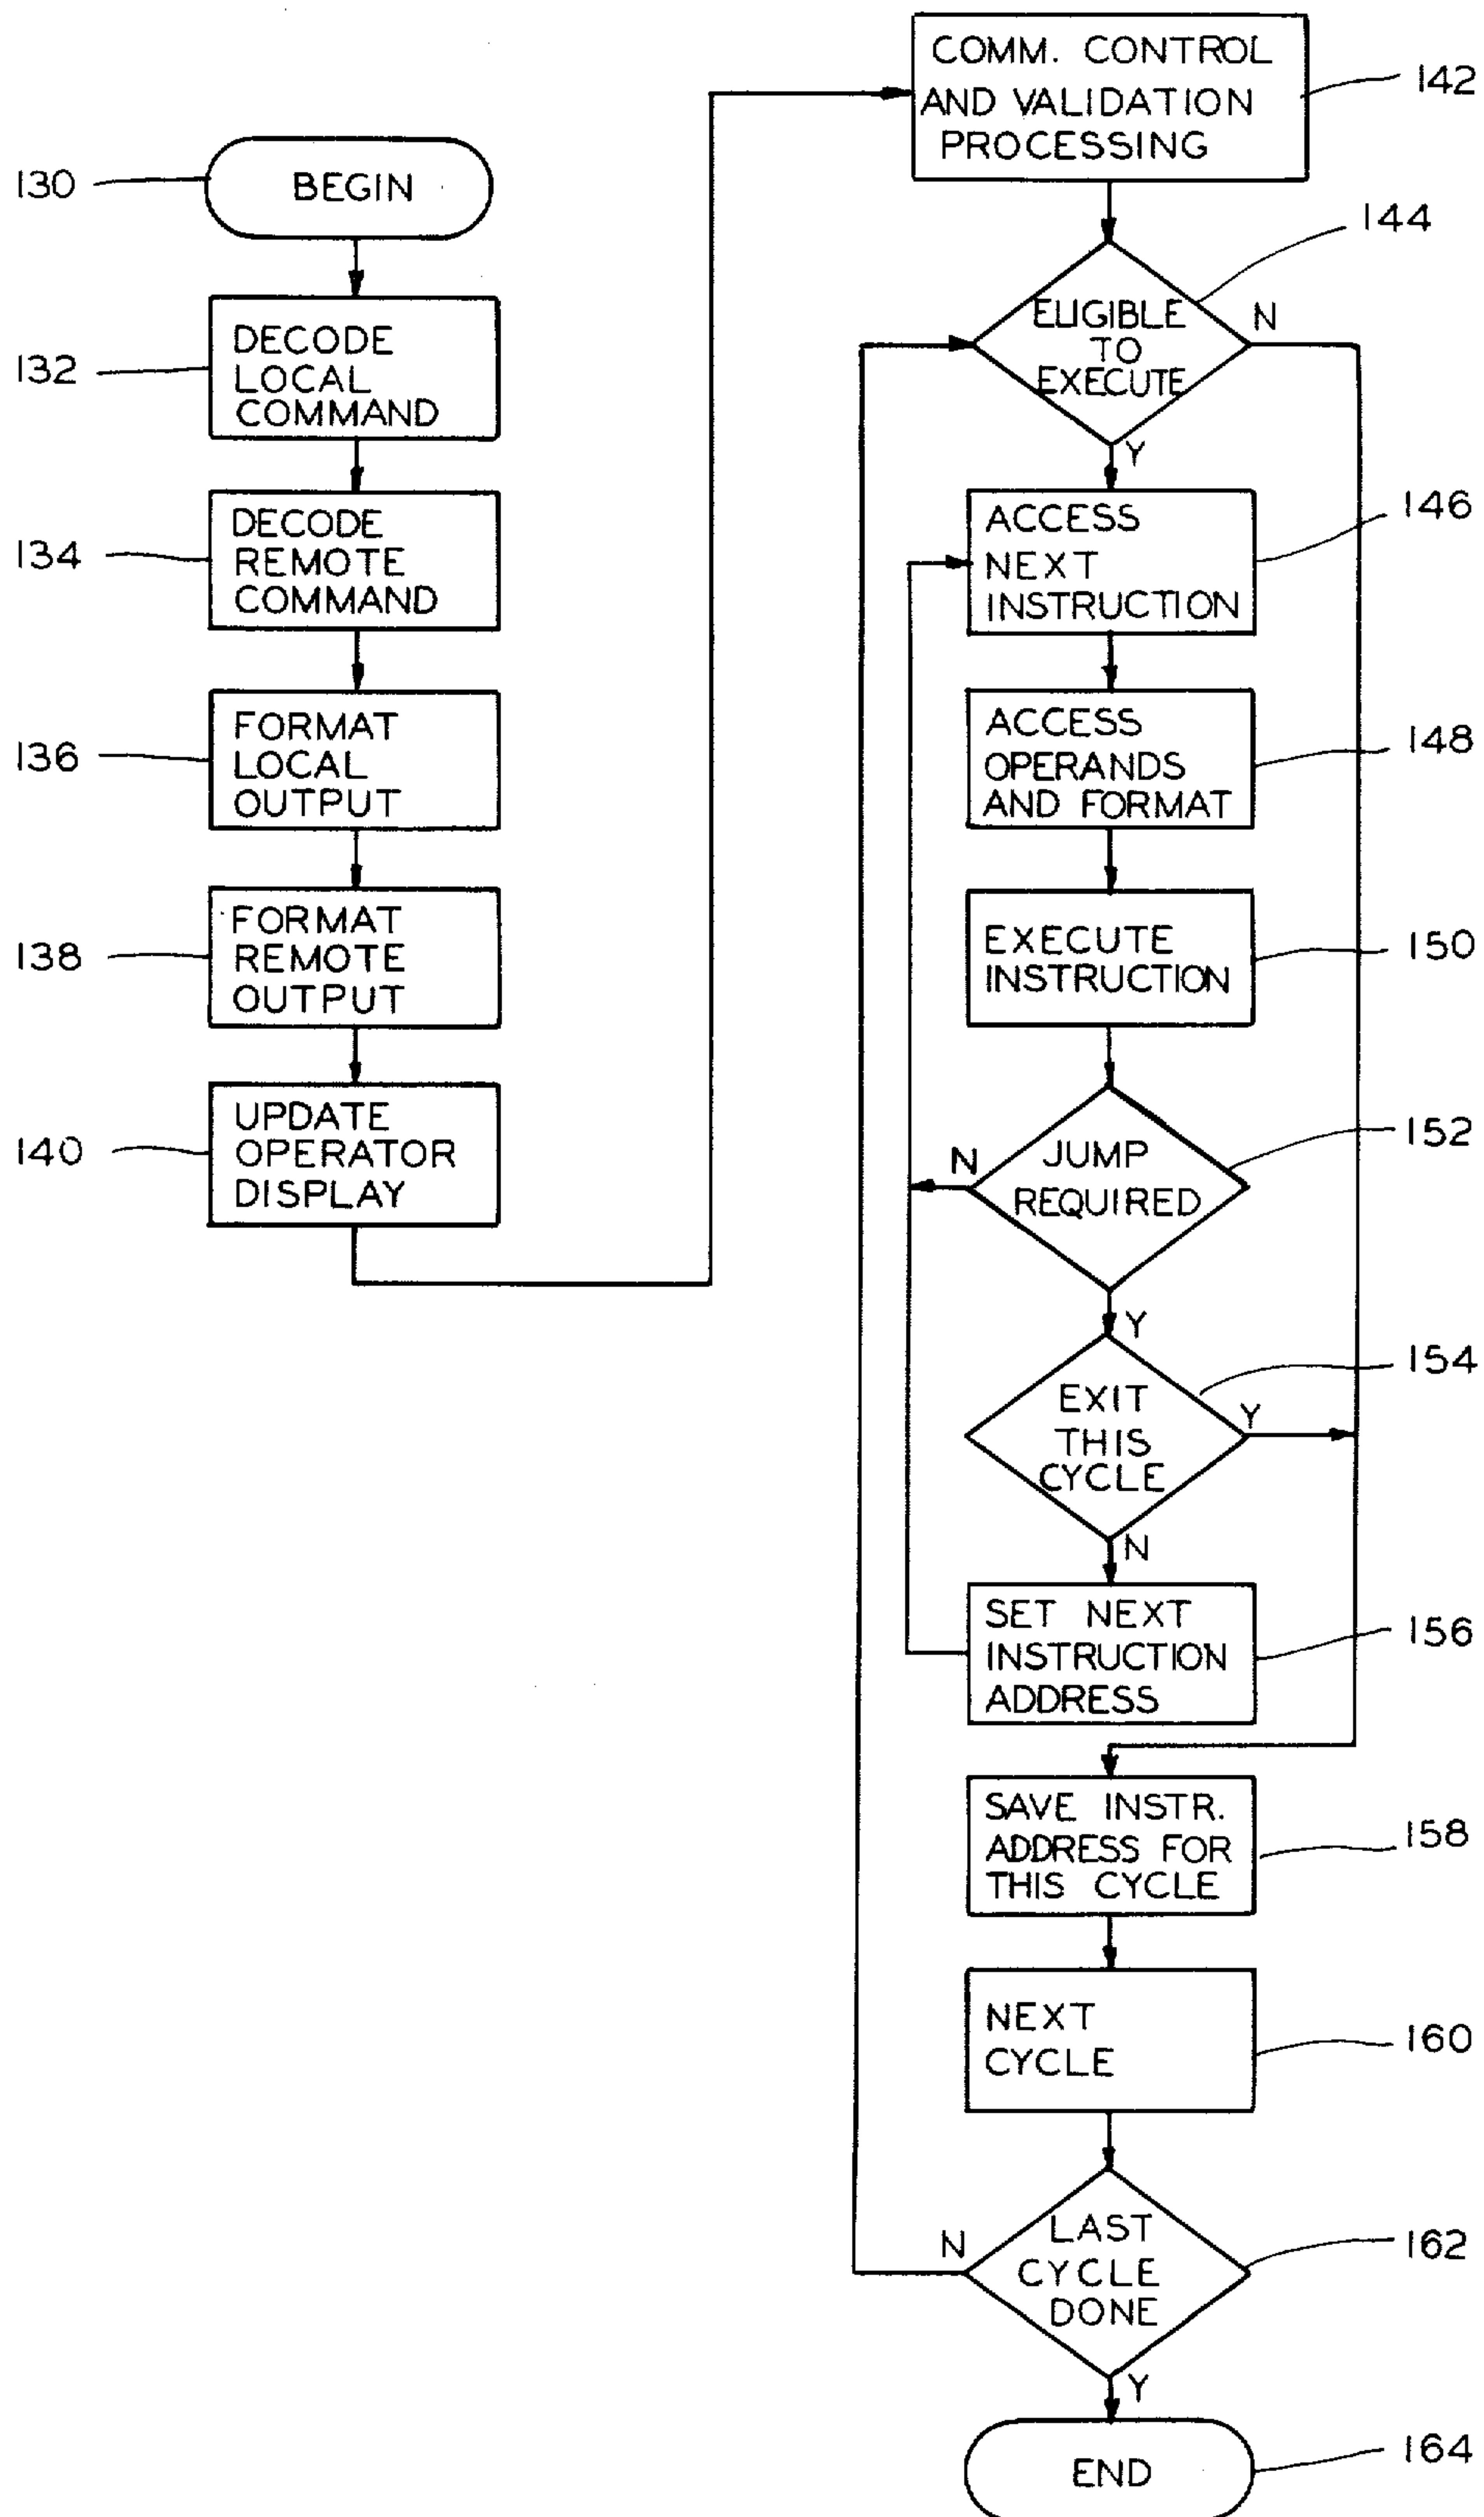 130
BEGIN
132
DECODE
LOCAL
COMMAND
134
DECODE
REMOTE
COMMAND
136
FORMAT
LOCAL
OUTPUT
138
FORMAT
REMOTE
OUTPUT
140
UPDATE
OPERATOR
DISPLAY
COMM. CONTROL
AND VALIDATION
PROCESSING
142
144
ELIGIBLE
TO
EXECUTE
N
Y
ACCESS
NEXT
INSTRUCTION
146
ACCESS
OPERANDS
AND FORMAT
148
EXECUTE
INSTRUCTION
150
JUMP
REQUIRED
152
N
Y
EXIT
THIS
CYCLE
154
Y
N
SET NEXT
INSTRUCTION
ADDRESS
156
SAVE INSTR.
ADDRESS FOR
THIS CYCLE
158
NEXT
CYCLE
160
LAST
CYCLE
DONE
162
N
Y
END
164